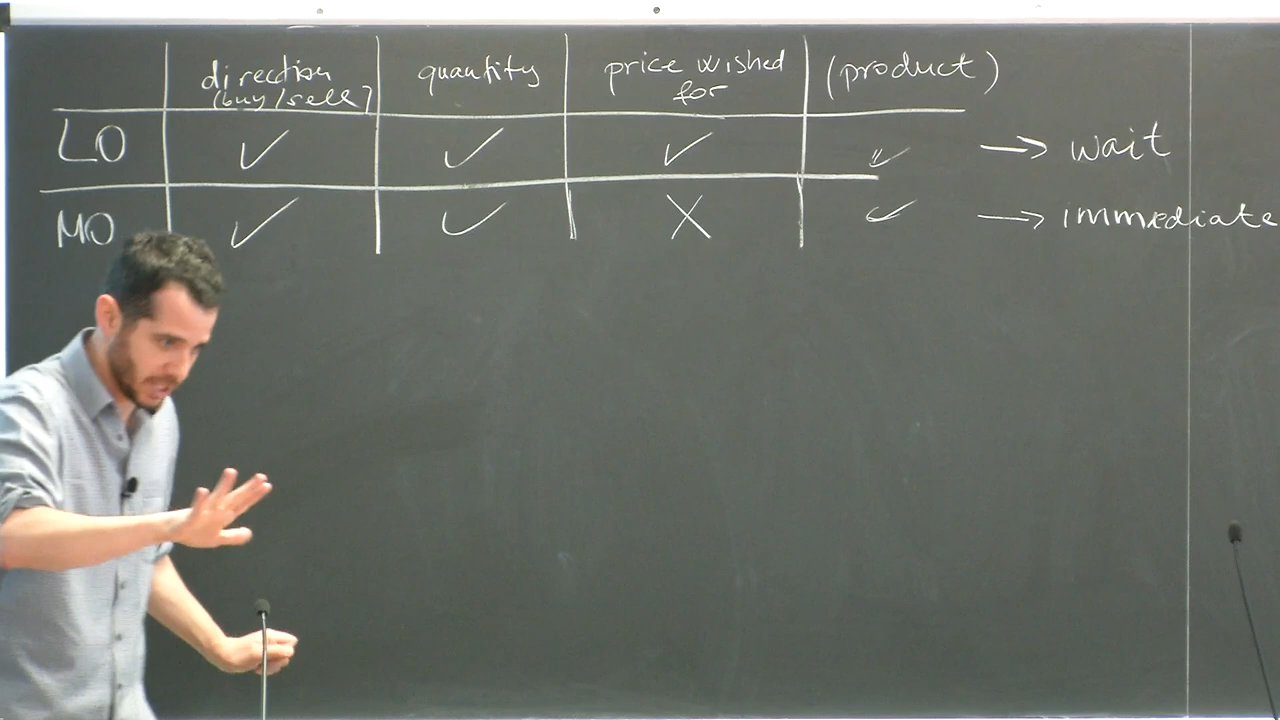 direction quantity price wished (product)
(buy/sell) for
LO ✓ ✓ ✓ ✓ → wait
MO ✓ ✓ X ✓ → immediate